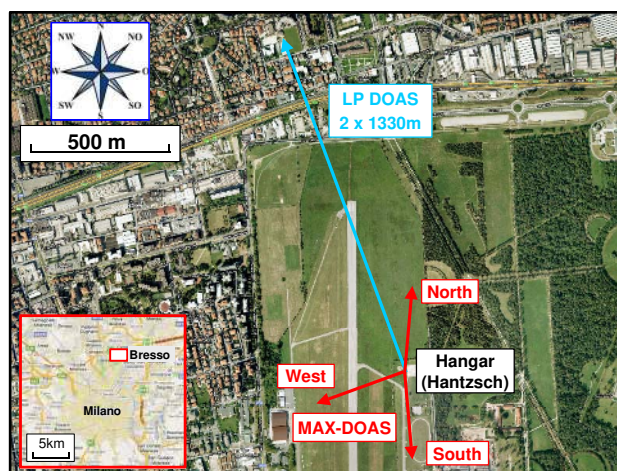 N
NW NO
W O
SW SO
S
500 m
LP DOAS
2 x 1330m
North
Hangar
(Hantzsch)
West
MAX-DOAS
South
Bresso
Milano
5km